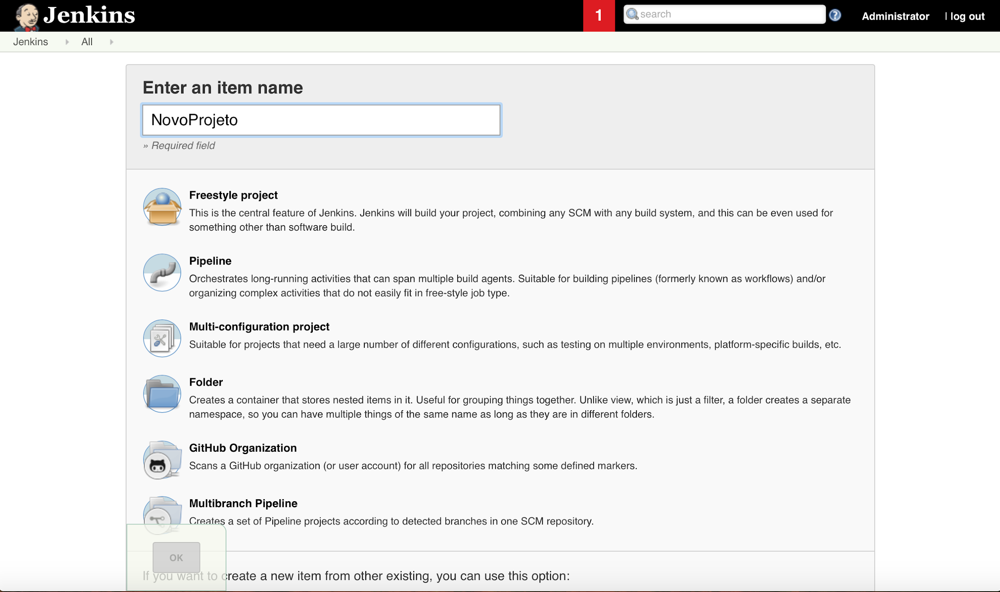 Jenkins
1
search
?
Administrator
| log out
Jenkins
All
Enter an item name
NovoProjeto
» Required field
Freestyle project
This is the central feature of Jenkins. Jenkins will build your project, combining any SCM with any build system, and this can be even used for
something other than software build.
Pipeline
Orchestrates long-running activities that can span multiple build agents. Suitable for building pipelines (formerly known as workflows) and/or
organizing complex activities that do not easily fit in free-style job type.
Multi-configuration project
Suitable for projects that need a large number of different configurations, such as testing on multiple environments, platform-specific builds, etc.
Folder
Creates a container that stores nested items in it. Useful for grouping things together. Unlike view, which is just a filter, a folder creates a separate
namespace, so you can have multiple things of the same name as long as they are in different folders.
GitHub Organization
Scans a GitHub organization (or user account) for all repositories matching some defined markers.
Multibranch Pipeline
Creates a set of Pipeline projects according to detected branches in one SCM repository.
OK
If you want to create a new item from other existing, you can use this option: